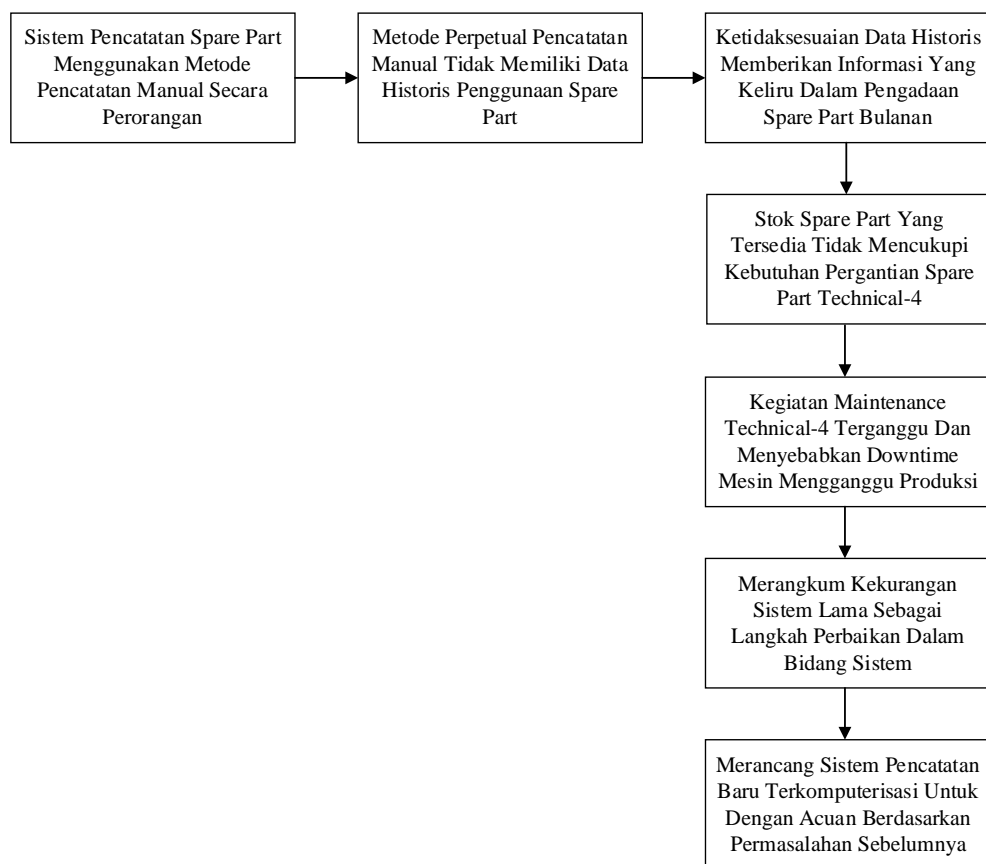 Sistem Pencatatan Spare Part
Menggunakan Metode
Pencatatan Manual Secara
Perorangan
Metode Perpetual Pencatatan
Manual Tidak Memiliki Data
Historis Penggunaan Spare
Part
Ketidaksesuaian Data Historis
Memberikan Informasi Yang
Keliru Dalam Pengadaan
Spare Part Bulanan
Stok Spare Part Yang
Tersedia Tidak Mencukupi
Kebutuhan Pergantian Spare
Part Technical-4
Kegiatan Maintenance
Technical-4 Terganggu Dan
Menyebabkan Downtime
Mesin Mengganggu Produksi
Merangkum Kekurangan
Sistem Lama Sebagai
Langkah Perbaikan Dalam
Bidang Sistem
Merancang Sistem Pencatatan
Baru Terkomputerisasi Untuk
Dengan Acuan Berdasarkan
Permasalahan Sebelumnya